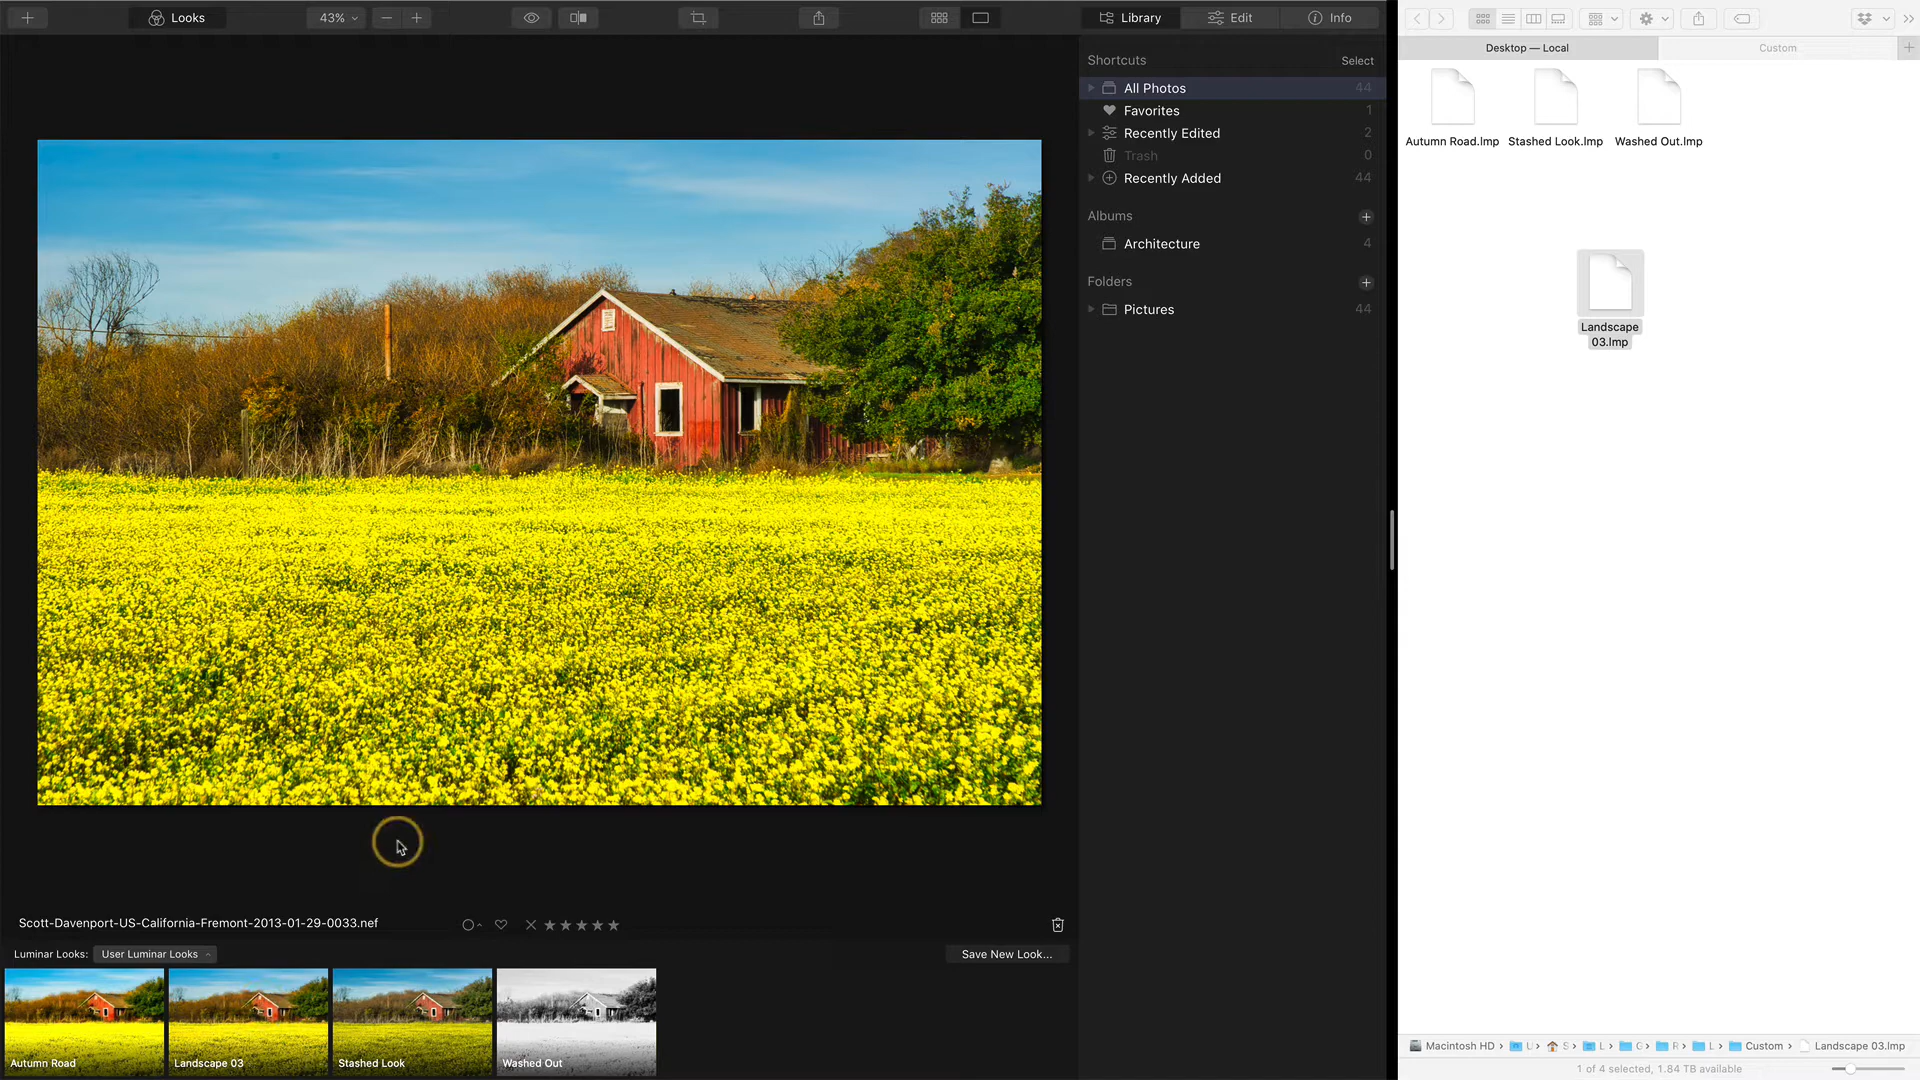 Looks
43%
Library
Edit
Info
Shortcuts
Select
All Photos
44
Favorites
1
Recently Edited
2
Trash
0
Recently Added
44
Albums
Architecture
4
Folders
Pictures
44
Scott-Davenport-US-California-Fremont-2013-01-29-0033.nef
Luminar Looks:
User Luminar Looks
Save New Look...
Autumn Road
Landscape 03
Stashed Look
Washed Out
Desktop — Local
Custom
Autumn Road.lmp
Stashed Look.lmp
Washed Out.lmp
Landscape
03.lmp
Macintosh HD › U › S › L › G › R › L › Custom › Landscape 03.lmp
1 of 4 selected, 1.84 TB available